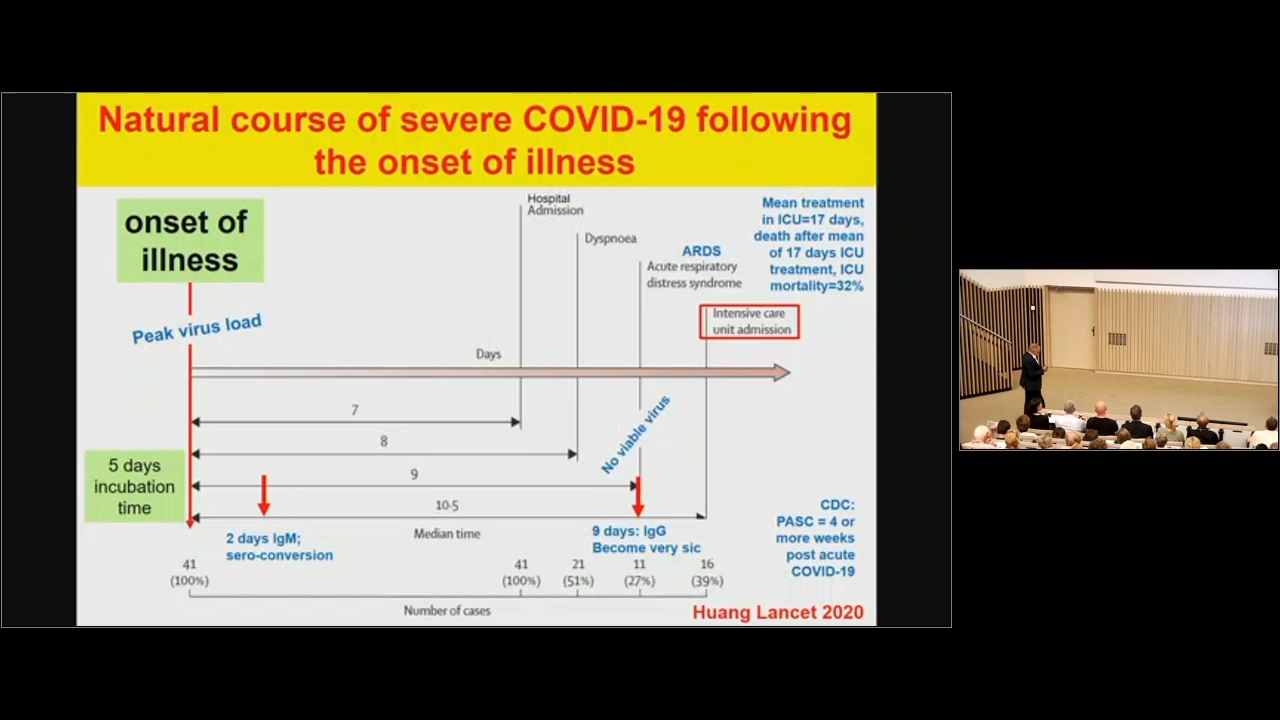 Natural course of severe COVID-19 following
the onset of illness
onset of
illness
Peak virus load
5 days
incubation
time
Hospital
Admission
Dyspnoea
ARDS
Acute respiratory
distress syndrome
Intensive care
unit admission
Mean treatment
in ICU=17 days,
death after mean
of 17 days ICU
treatment, ICU
mortality=32%
Days
7
8
9
10·5
No viable virus
Median time
2 days IgM;
sero-conversion
9 days: IgG
Become very sic
CDC:
PASC = 4 or
more weeks
post acute
COVID-19
41 41 21 11 16
(100%) (100%) (51%) (27%) (39%)
Number of cases
Huang Lancet 2020